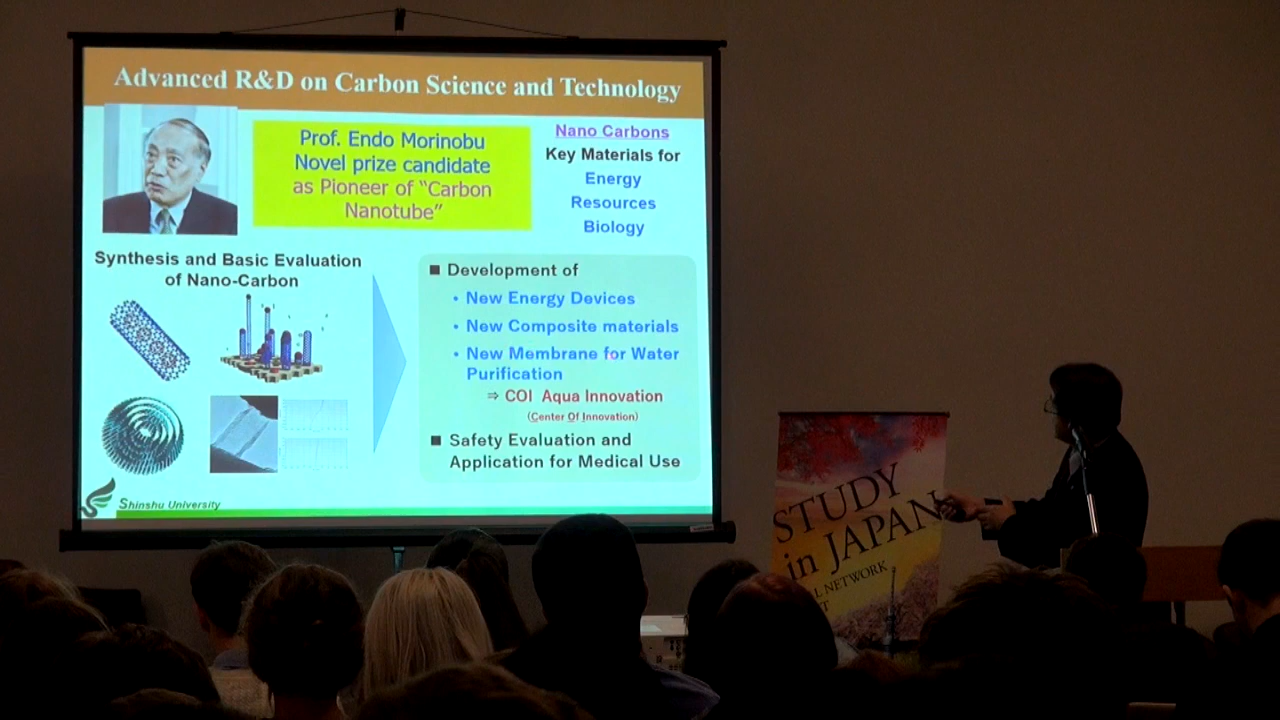 Advanced R&D on Carbon Science and Technology
Prof. Endo Morinobu
Novel prize candidate
as Pioneer of "Carbon
Nanotube"
Nano Carbons
Key Materials for
Energy
Resources
Biology
Synthesis and Basic Evaluation
of Nano-Carbon
■ Development of
• New Energy Devices
• New Composite materials
• New Membrane for Water
Purification
⇒ COI Aqua Innovation
(Center Of Innovation)
■ Safety Evaluation and
Application for Medical Use
Shinshu University
STUDY
in JAPAN
NETWORK